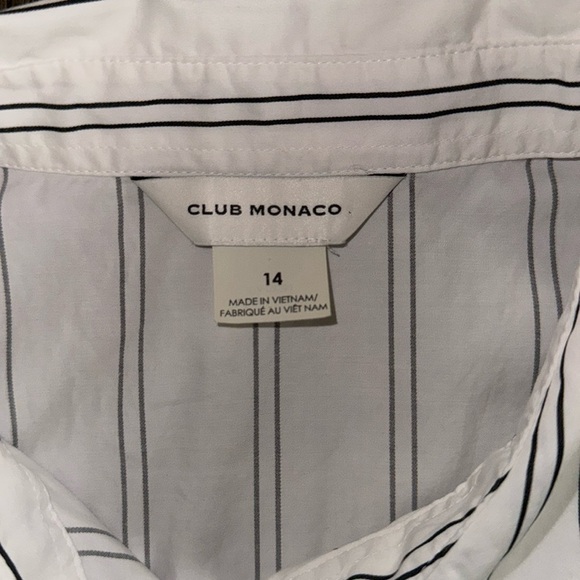 CLUB MONACO
14
MADE IN VIETNAM/
FABRIQUÉ AU VIÊT NAM